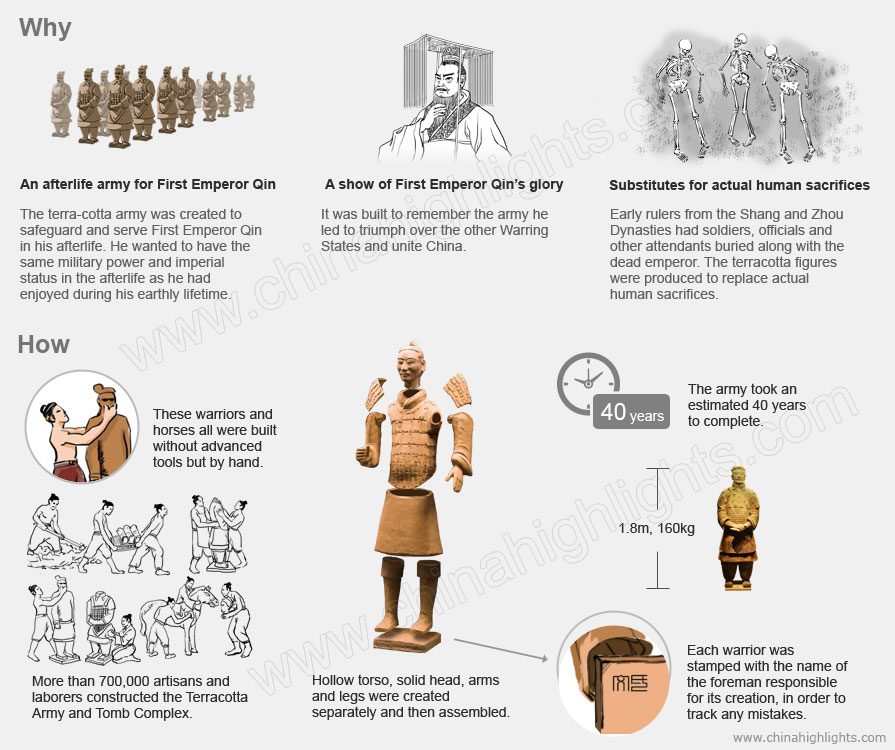 Why
An afterlife army for First Emperor Qin
The terra-cotta army was created to
safeguard and serve First Emperor Qin
in his afterlife. He wanted to have the
same military power and imperial
status in the afterlife as he had
enjoyed during his earthly lifetime.
A show of First Emperor Qin's glory
It was built to remember the army he
led to triumph over the other Warring
States and unite China.
Substitutes for actual human sacrifices
Early rulers from the Shang and Zhou
Dynasties had soldiers, officials and
other attendants buried along with the
dead emperor. The terracotta figures
were produced to replace actual
human sacrifices.
www.chinahighlights.com
How
These warriors and
horses all were built
without advanced
tools but by hand.
More than 700,000 artisans and
laborers constructed the Terracotta
Army and Tomb Complex.
Hollow torso, solid head, arms
and legs were created
separately and then assembled.
40 years
The army took an
estimated 40 years
to complete.
1.8m, 160kg
Each warrior was
stamped with the name of
the foreman responsible
for its creation, in order to
track any mistakes.
www.chinahighlights.com
www.chinahighlights.com